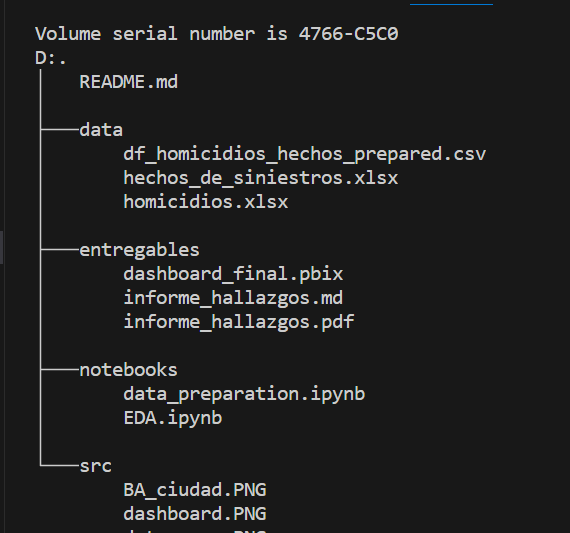 Volume serial number is 4766-C5C0
D:.
README.md
data
df_homicidios_hechos_prepared.csv
hechos_de_siniestros.xlsx
homicidios.xlsx
entregables
dashboard_final.pbix
informe_hallazgos.md
informe_hallazgos.pdf
notebooks
data_preparation.ipynb
EDA.ipynb
src
BA_ciudad.PNG
dashboard.PNG